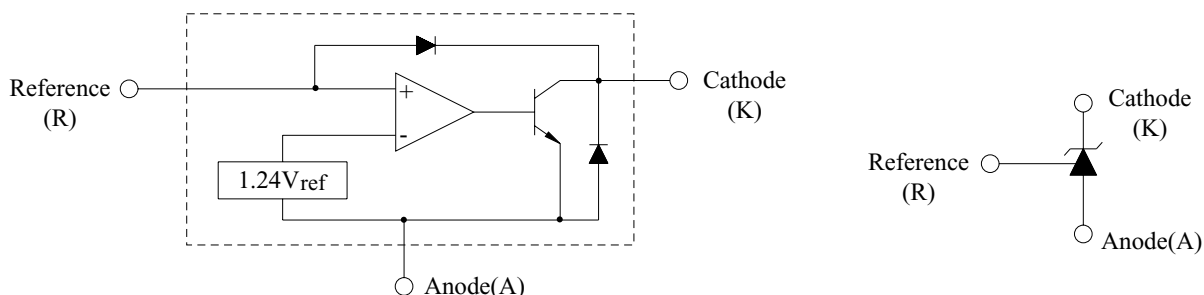 Reference
(R)
+
-
1.24Vref
Cathode
(K)
Anode(A)
Cathode
(K)
Reference
(R)
Anode(A)